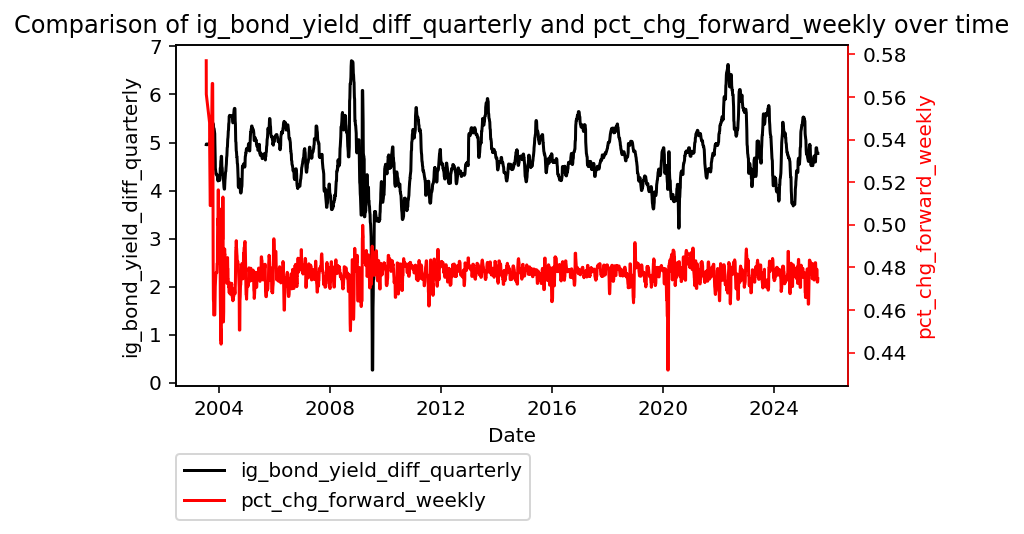 Comparison of ig_bond_yield_diff_quarterly and pct_chg_forward_weekly over time
ig_bond_yield_diff_quarterly
7
6
5
4
3
2
1
0
0.58
0.56
0.54
0.52
0.50
0.48
0.46
0.44
pct_chg_forward_weekly
2004 2008 2012 2016 2020 2024
Date
ig_bond_yield_diff_quarterly
pct_chg_forward_weekly